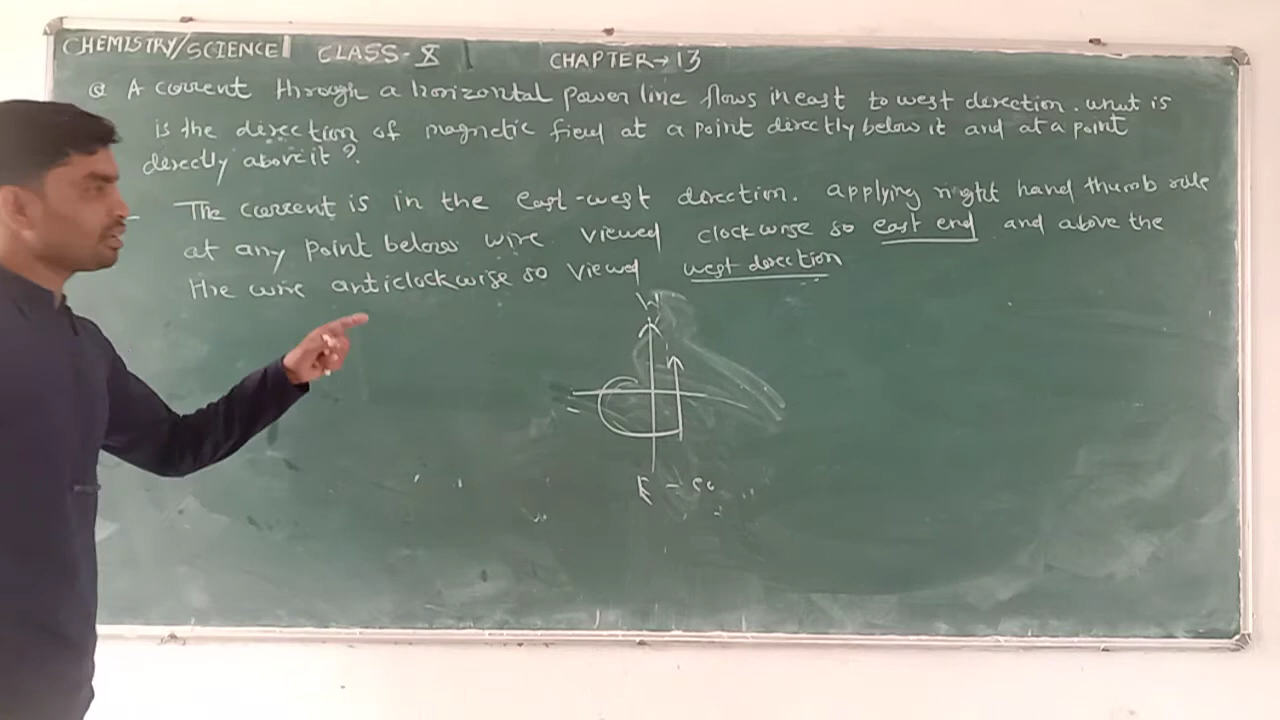 CHEMISTRY/SCIENCE CLASS-X CHAPTER→13
Q A current through a horizontal power line flows in east to west direction. what is
is the direction of magnetic field at a point directly below it and at a point
directly above it?
The current is in the east-west direction. applying right hand thumb rule
at any point below wire viewed clockwise so east end and above the
the wire anticlockwise so viewed west direction
W
E